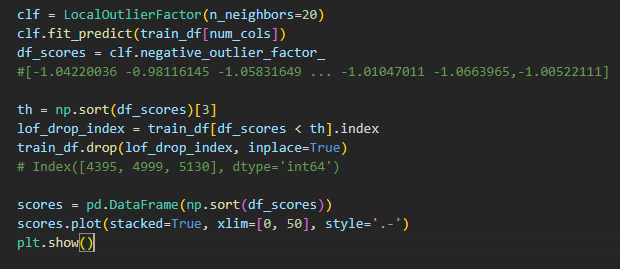 clf = LocalOutlierFactor(n_neighbors=20)
clf.fit_predict(train_df[num_cols])
df_scores = clf.negative_outlier_factor_
#[-1.04220036 -0.98116145 -1.05831649 ... -1.01047011 -1.0663965,-1.00522111]
th = np.sort(df_scores)[3]
lof_drop_index = train_df[df_scores < th].index
train_df.drop(lof_drop_index, inplace=True)
# Index([4395, 4999, 5130], dtype='int64')
scores = pd.DataFrame(np.sort(df_scores))
scores.plot(stacked=True, xlim=[0, 50], style='.-')
plt.show()